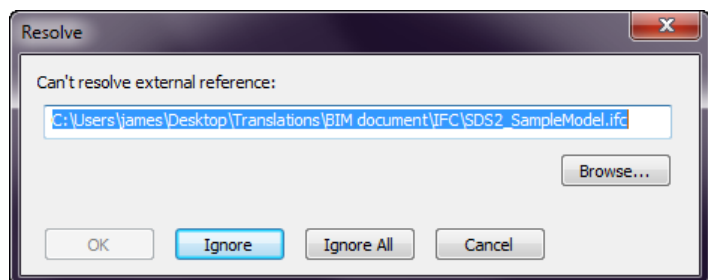 Resolve
Can't resolve external reference:
C:\Users\james\Desktop\Translations\BIM document\IFC\SDS2_SampleModel.ifc
Browse...
OK Ignore Ignore All Cancel